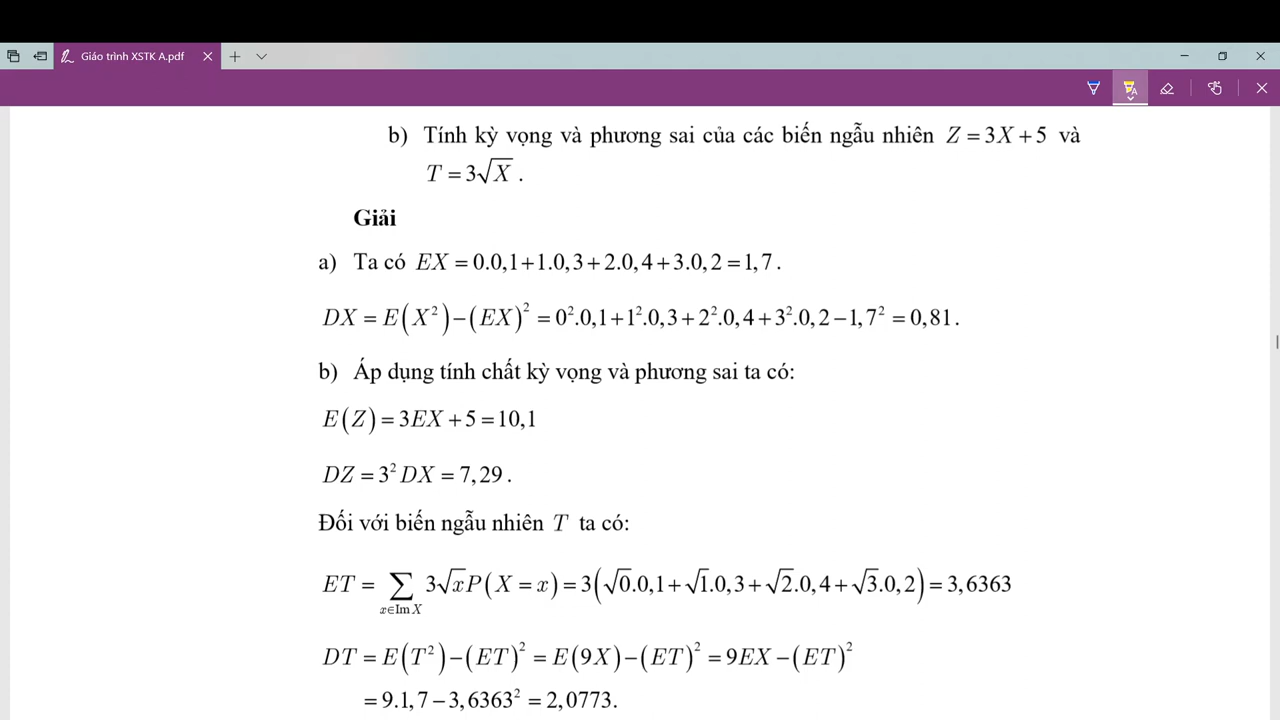 Giáo trình XSTK A.pdf
b) Tính kỳ vọng và phương sai của các biến ngẫu nhiên Z = 3X + 5 và
T = 3√X .
Giải
a) Ta có EX = 0.0,1+1.0,3+2.0,4+3.0,2 = 1,7.
DX = E(X²) − (EX)² = 0².0,1+1².0,3+2².0,4+3².0,2−1,7² = 0,81.
b) Áp dụng tính chất kỳ vọng và phương sai ta có:
E(Z) = 3EX + 5 = 10,1
DZ = 3² DX = 7,29.
Đối với biến ngẫu nhiên T ta có:
ET = ∑ 3√xP(X = x) = 3(√0.0,1+√1.0,3+√2.0,4+√3.0,2) = 3,6363
x∈Im X
DT = E(T²) − (ET)² = E(9X) − (ET)² = 9EX − (ET)²
= 9.1,7 − 3,6363² = 2,0773.